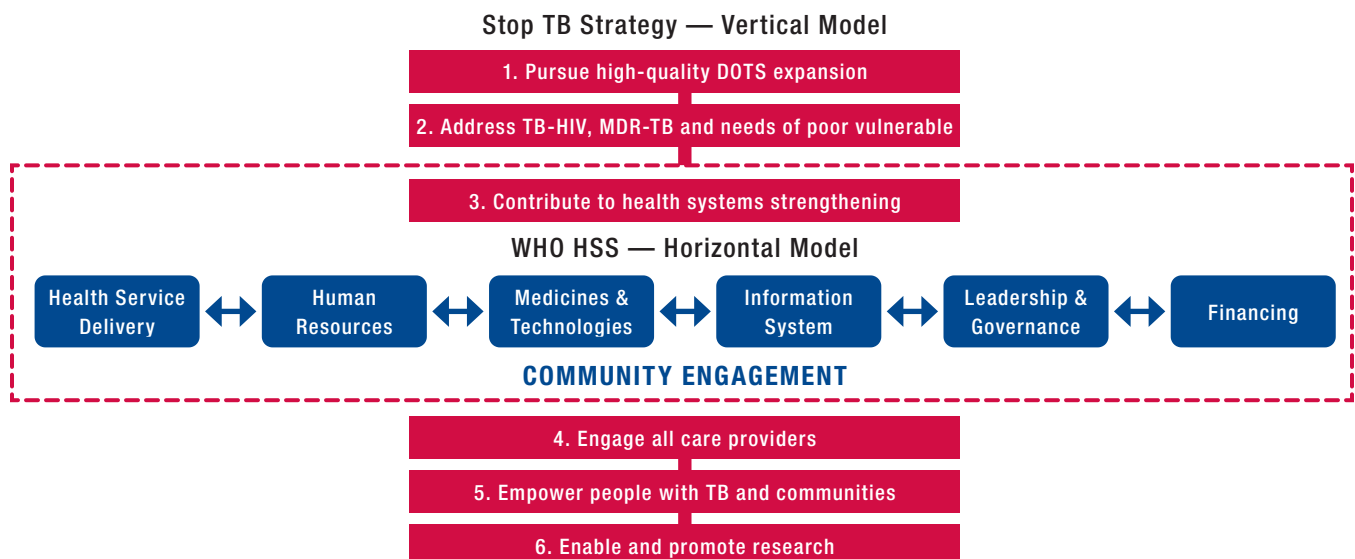 Stop TB Strategy — Vertical Model
1. Pursue high-quality DOTS expansion
2. Address TB-HIV, MDR-TB and needs of poor vulnerable
3. Contribute to health systems strengthening
WHO HSS — Horizontal Model
Health Service
Delivery
Human
Resources
Medicines &
Technologies
Information
System
Leadership &
Governance
Financing
COMMUNITY ENGAGEMENT
4. Engage all care providers
5. Empower people with TB and communities
6. Enable and promote research